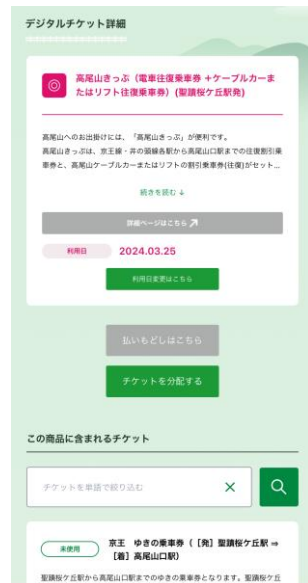 デジタルチケット詳細
高尾山きっぷ（電車往復乗車券 +ケーブルカーま
たはリフト往復乗車券）(聖蹟桜ケ丘駅発)
高尾山へのお出掛けには、「高尾山きっぷ」が便利です。
高尾山きっぷは、京王線・井の頭線各駅から高尾山口駅までの往復割引乗
車券と、高尾山ケーブルカーまたはリフトの割引乗車券(往復)がセット...
続きを読む ↓
詳細ページはこちら
利用日 2024.03.25
利用日変更はこちら
払いもどしはこちら
チケットを分配する
この商品に含まれるチケット
チケットを単語で絞り込む
未使用 京王 ゆきの乗車券（［発］聖蹟桜ケ丘駅 ⇒
［着］高尾山口駅）
聖蹟桜ケ丘駅から高尾山口駅までのゆきの乗車券となります。聖蹟桜ケ丘